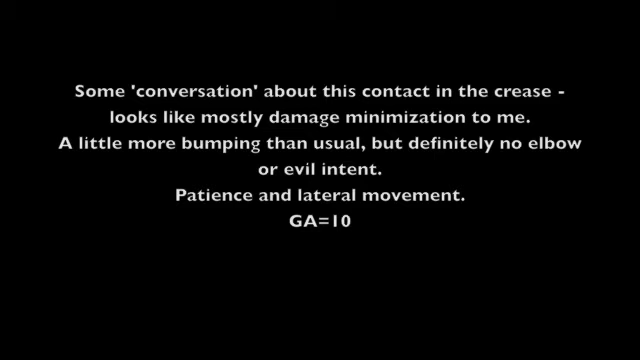 Some 'conversation' about this contact in the crease -
looks like mostly damage minimization to me.
A little more bumping than usual, but definitely no elbow
or evil intent.
Patience and lateral movement.
GA=10